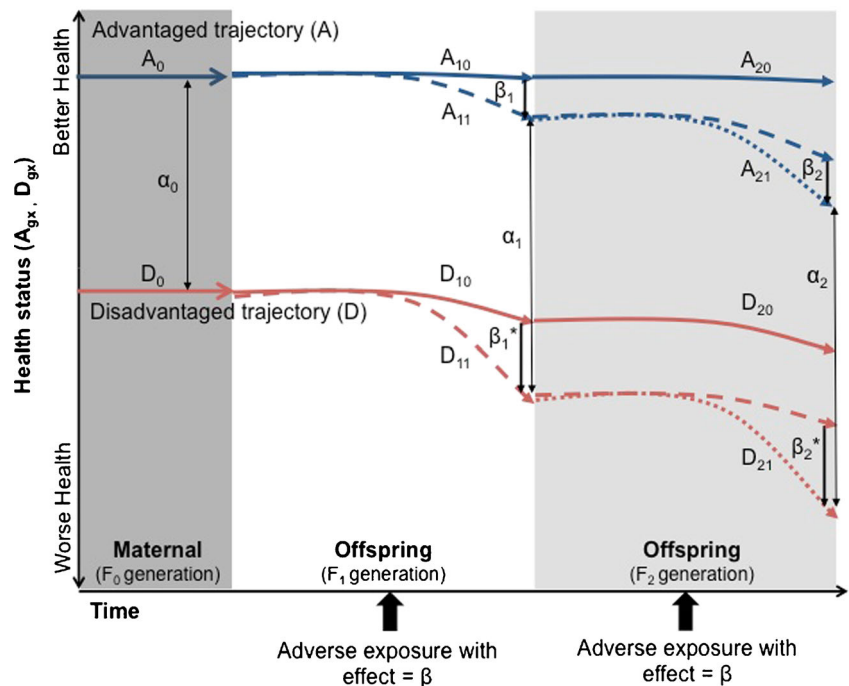 Advantaged trajectory (A)
A₀
A₁₀
A₂₀
β₁
A₁₁
A₂₁
β₂
α₀
α₁
α₂
D₀
D₁₀
D₂₀
Disadvantaged trajectory (D)
β₁*
D₁₁
D₂₁
β₂*
Better Health
Health status (A_gx , D_gx)
Worse Health
Maternal
(F₀ generation)
Offspring
(F₁ generation)
Offspring
(F₂ generation)
Time
Adverse exposure with
effect = β
Adverse exposure with
effect = β